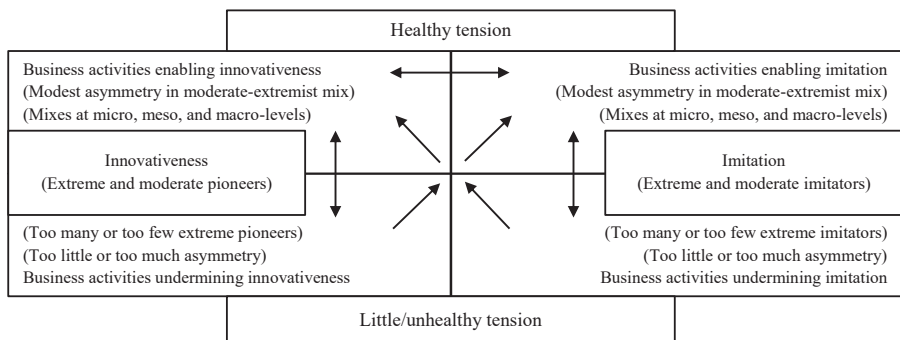 Healthy tension
Business activities enabling innovativeness
(Modest asymmetry in moderate-extremist mix)
(Mixes at micro, meso, and macro-levels)
Business activities enabling imitation
(Modest asymmetry in moderate-extremist mix)
(Mixes at micro, meso, and macro-levels)
Innovativeness
(Extreme and moderate pioneers)
Imitation
(Extreme and moderate imitators)
(Too many or too few extreme pioneers)
(Too little or too much asymmetry)
Business activities undermining innovativeness
(Too many or too few extreme imitators)
(Too little or too much asymmetry)
Business activities undermining imitation
Little/unhealthy tension